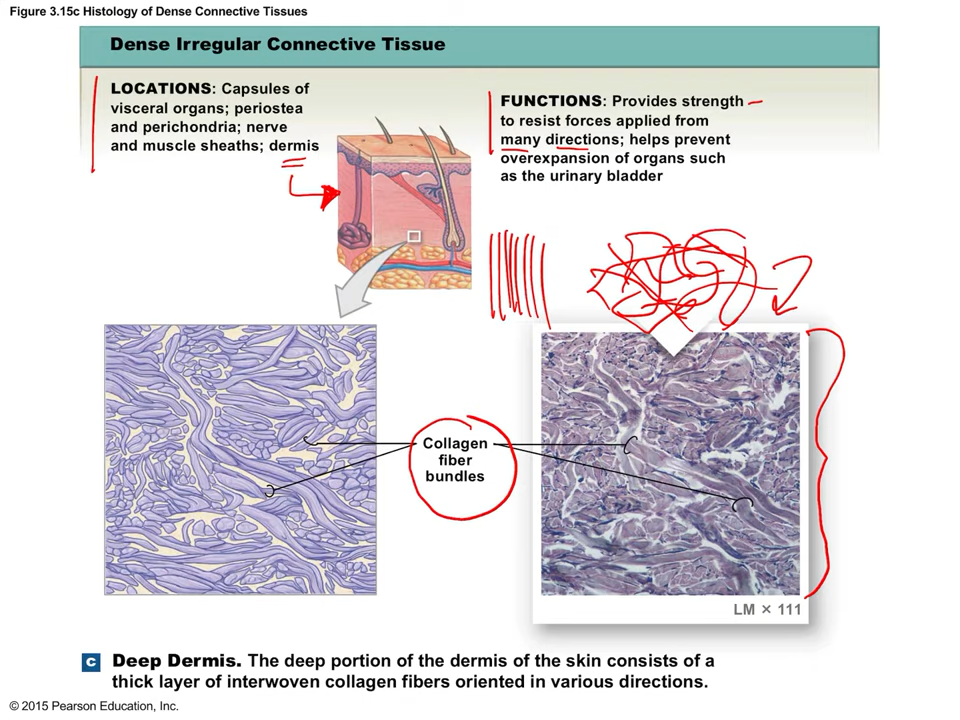 Figure 3.15c Histology of Dense Connective Tissues
Dense Irregular Connective Tissue
LOCATIONS: Capsules of
visceral organs; periostea
and perichondria; nerve
and muscle sheaths; dermis
FUNCTIONS: Provides strength
to resist forces applied from
many directions; helps prevent
overexpansion of organs such
as the urinary bladder
Collagen
fiber
bundles
LM × 111
c Deep Dermis. The deep portion of the dermis of the skin consists of a
thick layer of interwoven collagen fibers oriented in various directions.
© 2015 Pearson Education, Inc.